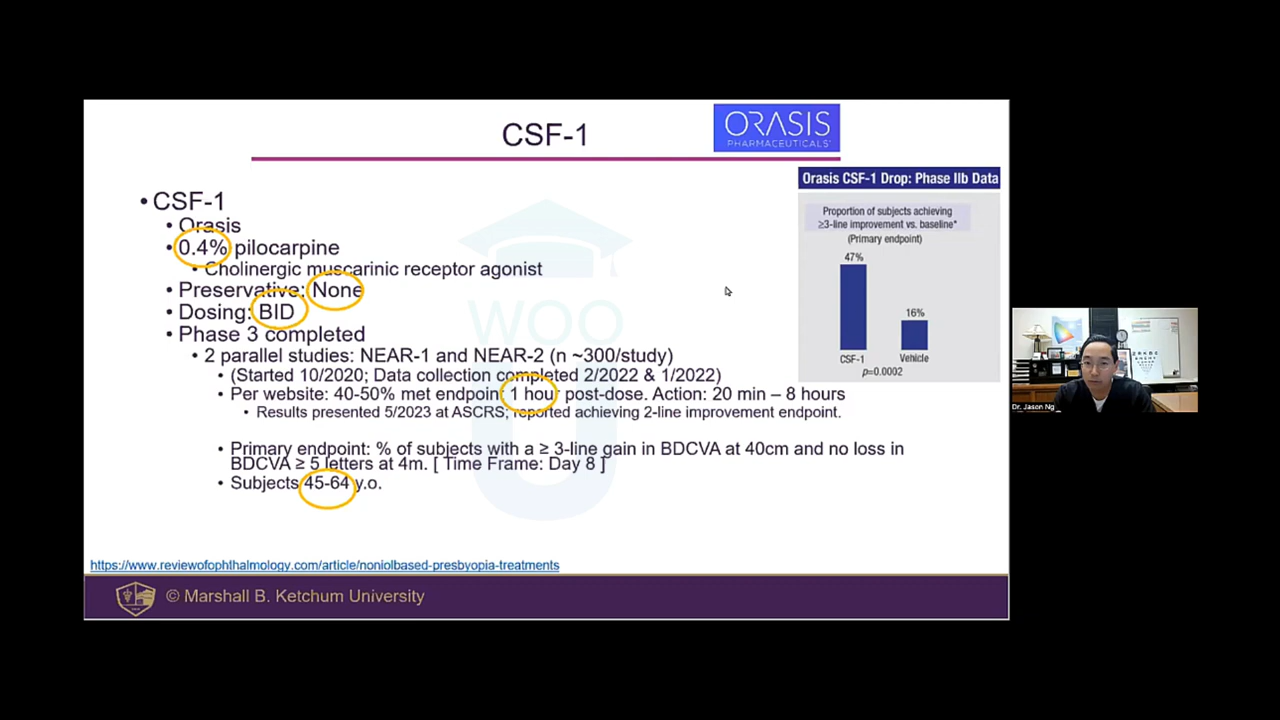 CSF-1
ORASIS
PHARMACEUTICALS
Orasis CSF-1 Drop: Phase IIb Data
Proportion of subjects achieving
≥3-line improvement vs. baseline*
(Primary endpoint)
47%
16%
CSF-1
Vehicle
p=0.0002
• CSF-1
• Orasis
• 0.4% pilocarpine
• Cholinergic muscarinic receptor agonist
• Preservative: None
• Dosing: BID
• Phase 3 completed
• 2 parallel studies: NEAR-1 and NEAR-2 (n ~300/study)
• (Started 10/2020; Data collection completed 2/2022 & 1/2022)
• Per website: 40-50% met endpoint 1 hour post-dose. Action: 20 min – 8 hours
• Results presented 5/2023 at ASCRS; reported achieving 2-line improvement endpoint.
• Primary endpoint: % of subjects with a ≥ 3-line gain in BDCVA at 40cm and no loss in
BDCVA ≥ 5 letters at 4m. [ Time Frame: Day 8 ]
• Subjects 45-64 y.o.
WOO
U
https://www.reviewofophthalmology.com/article/noniolbased-presbyopia-treatments
© Marshall B. Ketchum University
Dr. Jason Ng